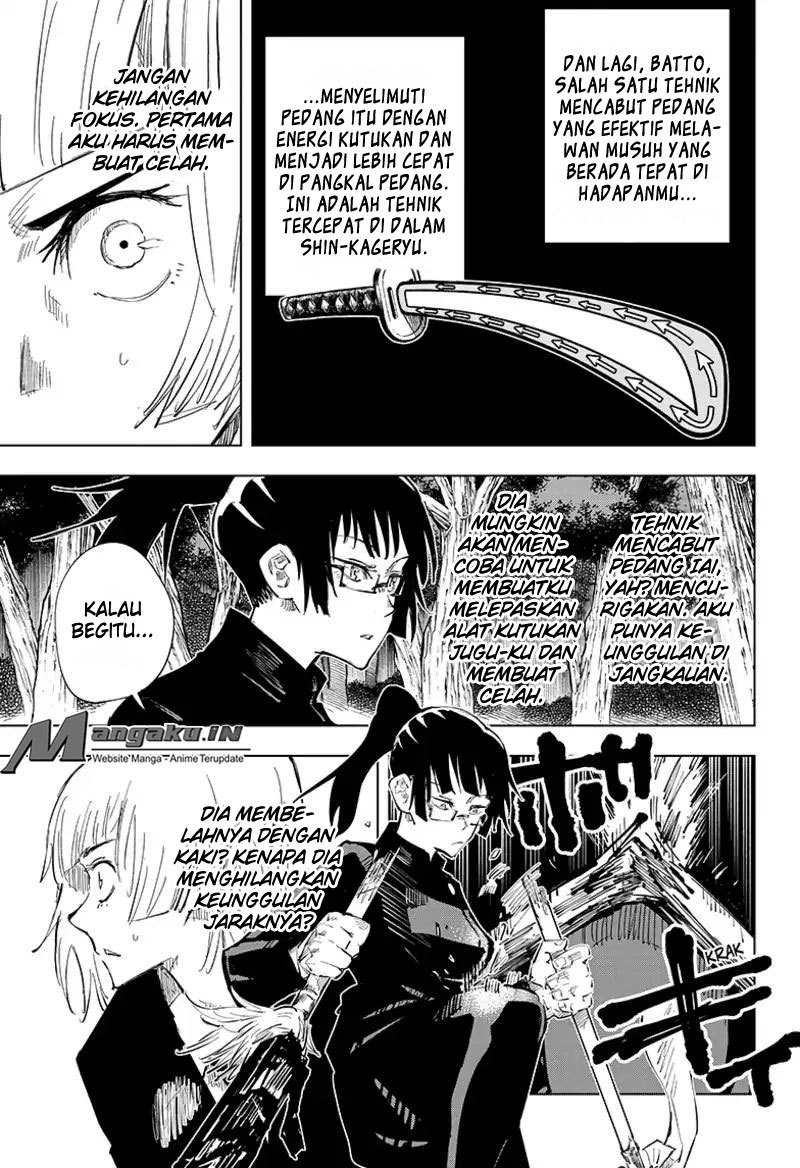 DAN LAGI, BATTO,
SALAH SATU TEHNIK
MENCABUT PEDANG
YANG EFEKTIF MELA-
WAN MUSUH YANG
BERADA TEPAT DI
HADAPANMU...
...MENYELIMUTI
PEDANG ITU DENGAN
ENERGI KUTUKAN DAN
MENJADI LEBIH CEPAT
DI PANGKAL PEDANG.
INI ADALAH TEHNIK
TERCEPAT DI DALAM
SHIN-KAGERYU.
JANGAN
KEHILANGAN
FOKUS. PERTAMA
AKU HARUS MEM-
BUAT CELAH.
TEHNIK
MENCABUT
PEDANG IAI,
YAH? MENCU-
RIGAKAN. AKU
PUNYA KE-
UNGGULAN DI
JANGKAUAN.
DIA
MUNGKIN
AKAN MEN-
COBA UNTUK
MEMBUATKU
MELEPASKAN
ALAT KUTUKAN
JUGU-KU DAN
MEMBUAT
CELAH.
KALAU
BEGITU...
Mangaku.IN
Website Manga - Anime Terupdate
DIA MEMBE-
LAHNYA DENGAN
KAKI? KENAPA DIA
MENGHILANGKAN
KEUNGGULAN
JARAKNYA?
KRAK